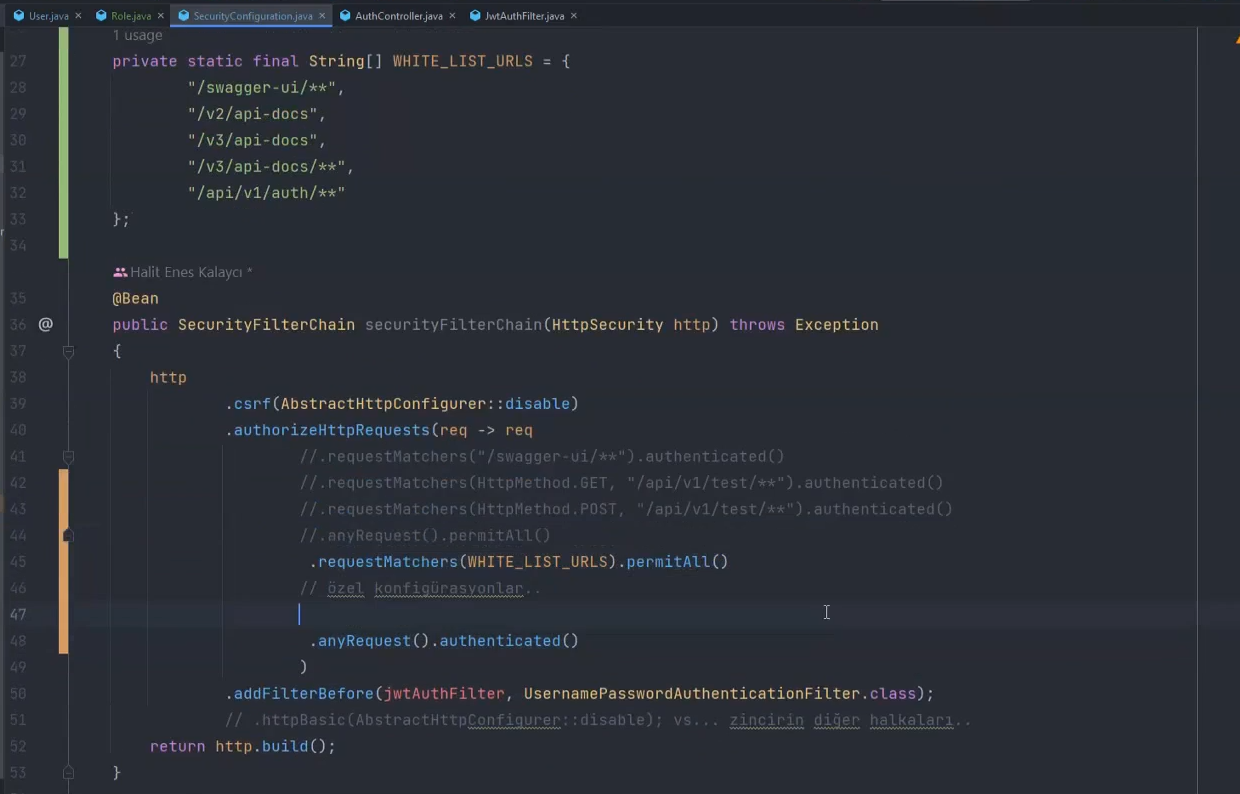 User.java × Role.java × SecurityConfiguration.java × AuthController.java × JwtAuthFilter.java ×
1 usage
27 private static final String[] WHITE_LIST_URLS = {
28 "/swagger-ui/**",
29 "/v2/api-docs",
30 "/v3/api-docs",
31 "/v3/api-docs/**",
32 "/api/v1/auth/**"
33 };
34
Halit Enes Kalaycı *
35 @Bean
36 @ public SecurityFilterChain securityFilterChain(HttpSecurity http) throws Exception
37 {
38 http
39 .csrf(AbstractHttpConfigurer::disable)
40 .authorizeHttpRequests(req -> req
41 //.requestMatchers("/swagger-ui/**").authenticated()
42 //.requestMatchers(HttpMethod.GET, "/api/v1/test/**").authenticated()
43 //.requestMatchers(HttpMethod.POST, "/api/v1/test/**").authenticated()
44 //.anyRequest().permitAll()
45 .requestMatchers(WHITE_LIST_URLS).permitAll()
46 // özel konfigürasyonlar..
47
48 .anyRequest().authenticated()
49 )
50 .addFilterBefore(jwtAuthFilter, UsernamePasswordAuthenticationFilter.class);
51 // .httpBasic(AbstractHttpConfigurer::disable); vs... zincirin diğer halkaları..
52 return http.build();
53 }